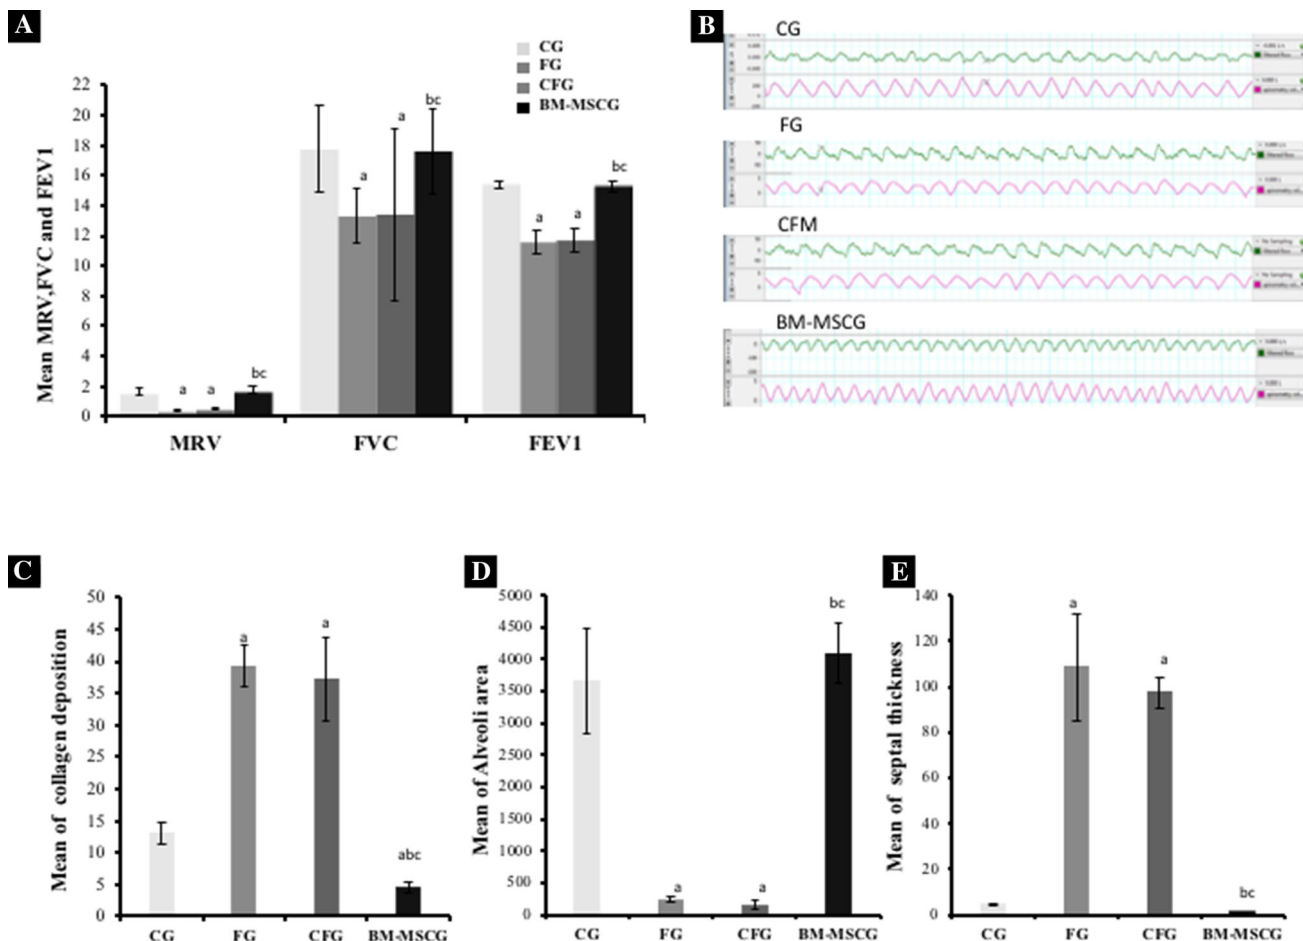 A
CG
FG
CFG
BM-MSCG
Mean MRV,FVC and FEV1
22
20
18
16
14
12
10
8
6
4
2
0
a
a
bc
a
a
bc
a
a
bc
MRV FVC FEV1
B
CG
FG
CFM
No Sampling
No Sampling
BM-MSCG
C
Mean of collagen deposition
50
45
40
35
30
25
20
15
10
5
0
a
a
abc
CG FG CFG BM-MSCG
D
Mean of Alveoli area
5000
4500
4000
3500
3000
2500
2000
1500
1000
500
0
a
a
bc
CG FG CFG BM-MSCG
E
Mean of septal thickness
140
120
100
80
60
40
20
0
a
a
bc
CG FG CFG BM-MSCG